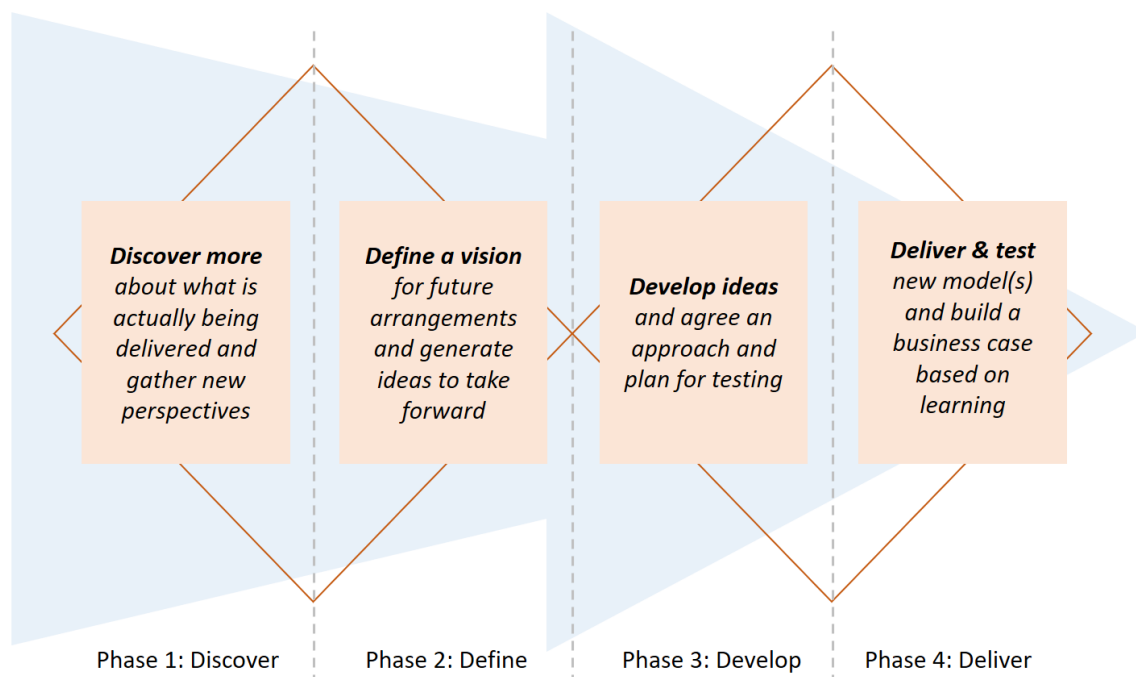 Discover more
about what is
actually being
delivered and
gather new
perspectives
Define a vision
for future
arrangements
and generate
ideas to take
forward
Develop ideas
and agree an
approach and
plan for testing
Deliver & test
new model(s)
and build a
business case
based on
learning
Phase 1: Discover
Phase 2: Define
Phase 3: Develop
Phase 4: Deliver